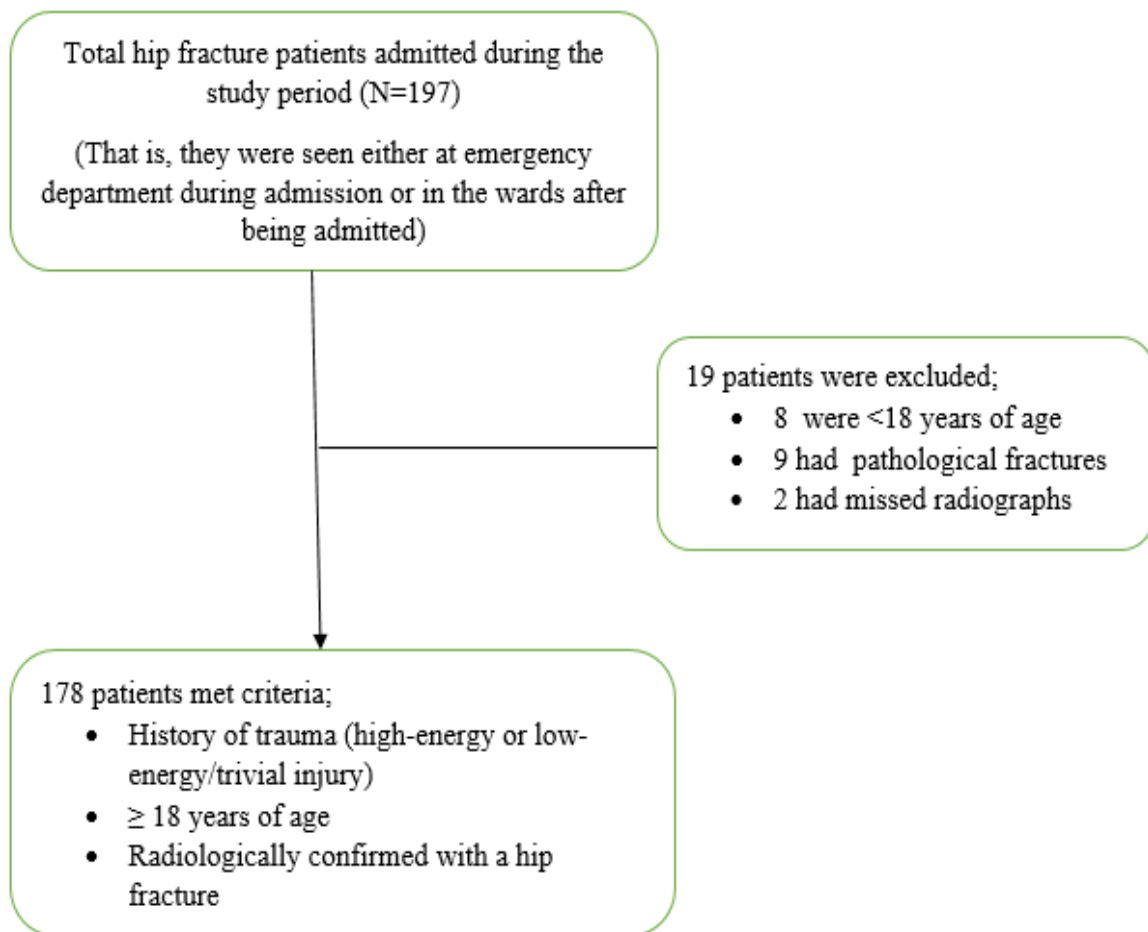 Total hip fracture patients admitted during the
study period (N=197)
(That is, they were seen either at emergency
department during admission or in the wards after
being admitted)
19 patients were excluded;
• 8 were <18 years of age
• 9 had pathological fractures
• 2 had missed radiographs
178 patients met criteria;
• History of trauma (high-energy or low-
energy/trivial injury)
• ≥ 18 years of age
• Radiologically confirmed with a hip
fracture